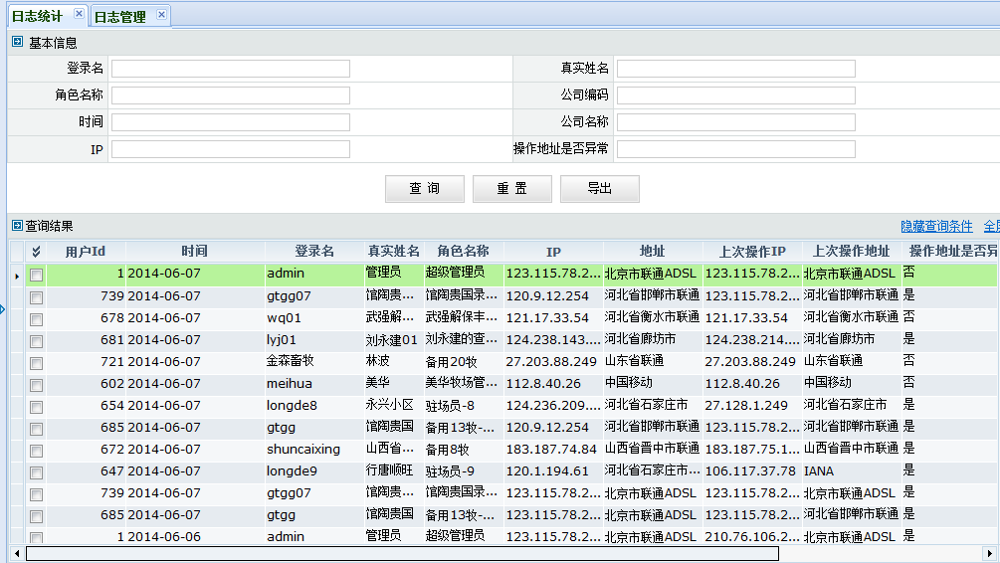 日志统计 日志管理
基本信息
登录名 真实姓名
角色名称 公司编码
时间 公司名称
IP 操作地址是否异常
查 询 重 置 导出
查询结果 隐藏查询条件
用户Id 时间 登录名 真实姓名 角色名称 IP 地址 上次操作IP 上次操作地址 操作地址是否异
1 2014-06-07 admin 管理员 超级管理员 123.115.78.2... 北京市联通ADSL 123.115.78.2... 北京市联通ADSL 否
739 2014-06-07 gtgg07 馆陶贵... 馆陶贵国录... 120.9.12.254 河北省邯郸市联通 123.115.78.2... 河北省邯郸市联通 是
678 2014-06-07 wq01 武强解... 武强解保丰... 121.17.33.54 河北省衡水市联通 121.17.33.54 河北省衡水市联通 否
681 2014-06-07 lyj01 刘永建01 刘永建的查... 124.238.143.... 河北省廊坊市 124.238.214.... 河北省廊坊市 是
721 2014-06-07 金森畜牧 林波 备用20牧 27.203.88.249 山东省联通 27.203.88.249 山东省联通 否
602 2014-06-07 meihua 美华 美华牧场管... 112.8.40.26 中国移动 112.8.40.26 中国移动 否
654 2014-06-07 longde8 永兴小区 驻场员-8 124.236.209.... 河北省石家庄市 27.128.1.249 河北省石家庄市 是
685 2014-06-07 gtgg 馆陶贵国 备用13牧-... 120.9.12.254 河北省邯郸市联通 123.115.78.2... 河北省邯郸市联通 是
672 2014-06-07 shuncaixing 山西省... 备用8牧 183.187.74.84 山西省晋中市联通 183.187.75.1... 山西省晋中市联通 是
647 2014-06-07 longde9 行唐顺旺 驻场员-9 120.1.194.61 河北省石家庄市... 106.117.37.78 IANA 是
739 2014-06-07 gtgg07 馆陶贵... 馆陶贵国录... 123.115.78.2... 北京市联通ADSL 123.115.78.2... 北京市联通ADSL 是
685 2014-06-07 gtgg 馆陶贵国 备用13牧-... 123.115.78.2... 北京市联通ADSL 123.115.78.2... 河北省邯郸市联通 是
1 2014-06-06 admin 管理员 超级管理员 123.115.78.2... 北京市联通ADSL 210.76.106.2... 北京市联通ADSL 是